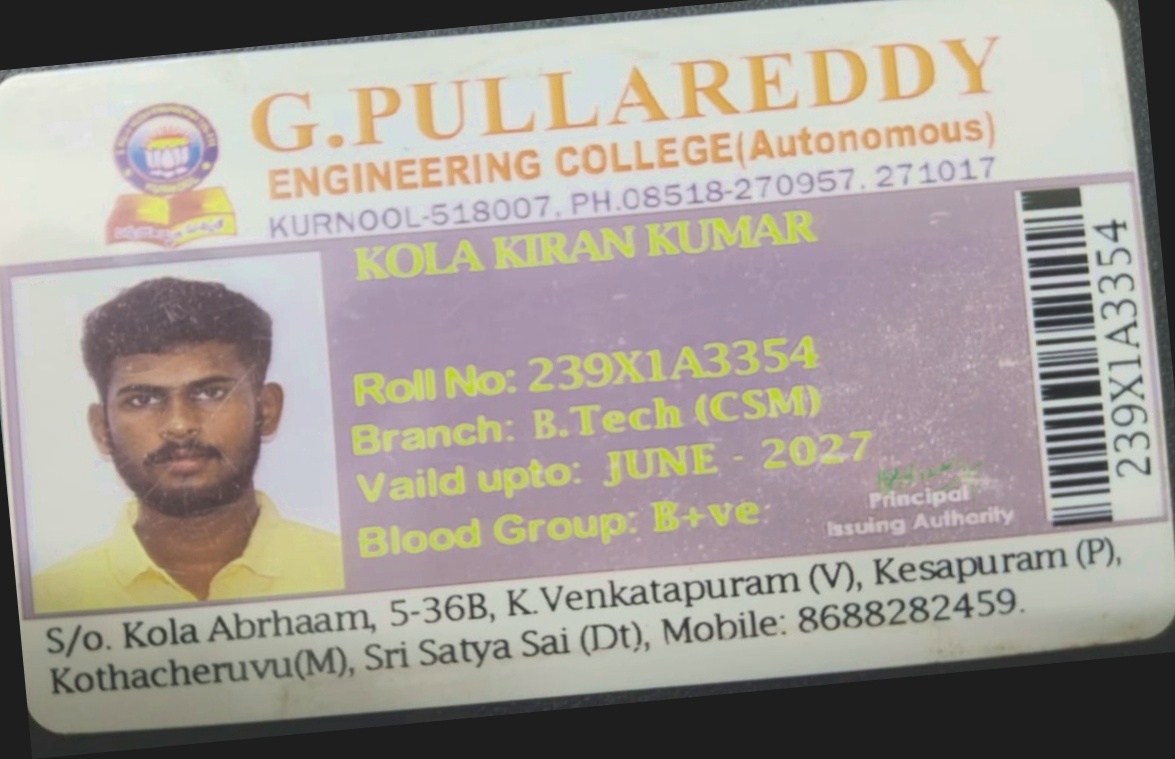 G.PULLAREDDY
ENGINEERING COLLEGE(Autonomous)
KURNOOL-518007. PH.08518-270957. 271017
KOLA KIRAN KUMAR
Roll No: 239X1A3354
Branch: B.Tech (CSM)
Vaild upto: JUNE - 2027
Blood Group: B+ve
Principal
Issuing Authority
239X1A3354
S/o. Kola Abrhaam, 5-36B, K.Venkatapuram (V), Kesapuram (P),
Kothacheruvu(M), Sri Satya Sai (Dt), Mobile: 8688282459.